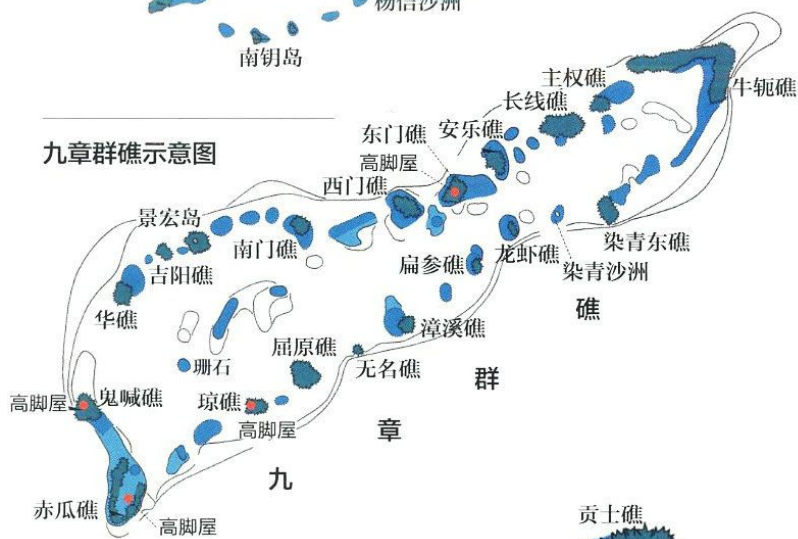 杨信沙洲
南钥岛
九章群礁示意图
主权礁
牛轭礁
长线礁
东门礁
安乐礁
高脚屋
西门礁
景宏岛
南门礁
吉阳礁
华礁
扁参礁
龙虾礁
染青东礁
染青沙洲
漳溪礁
屈原礁
无名礁
珊石
高脚屋
鬼喊礁
琼礁
高脚屋
赤瓜礁
高脚屋
九
章
群
礁
贡士礁